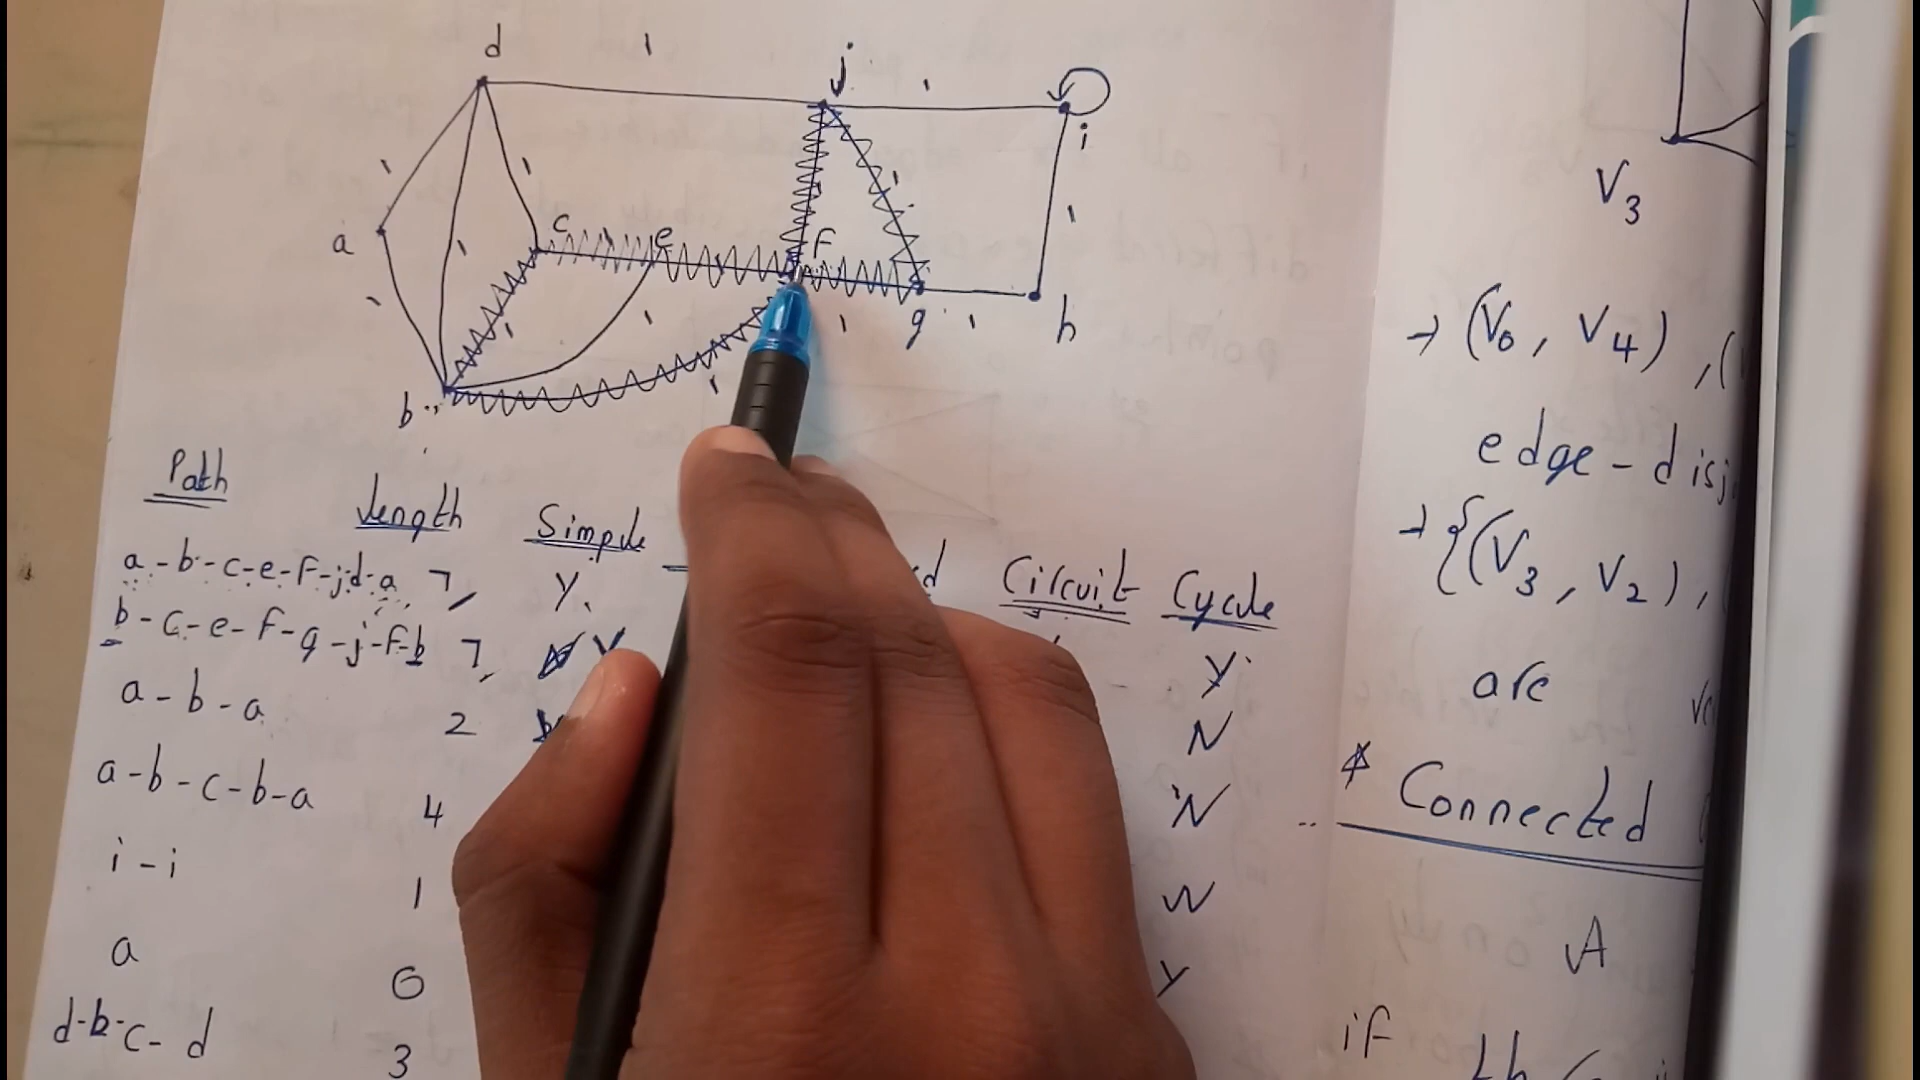 d
j
i
a
c e f
g h
b
Path Length Simple Circuit Cycle
a-b-c-e-f-j-d-a 7, Y. Y
b-c-e-f-g-j-f-b 7, Y N
a-b-a 2 N
a-b-c-b-a 4 N
i-i 1 Y
a 0
d-b-c-d 3
V3
→ (V0, V4), (
edge-disj
→ {(V3, V2),
are
* Connected
A
if